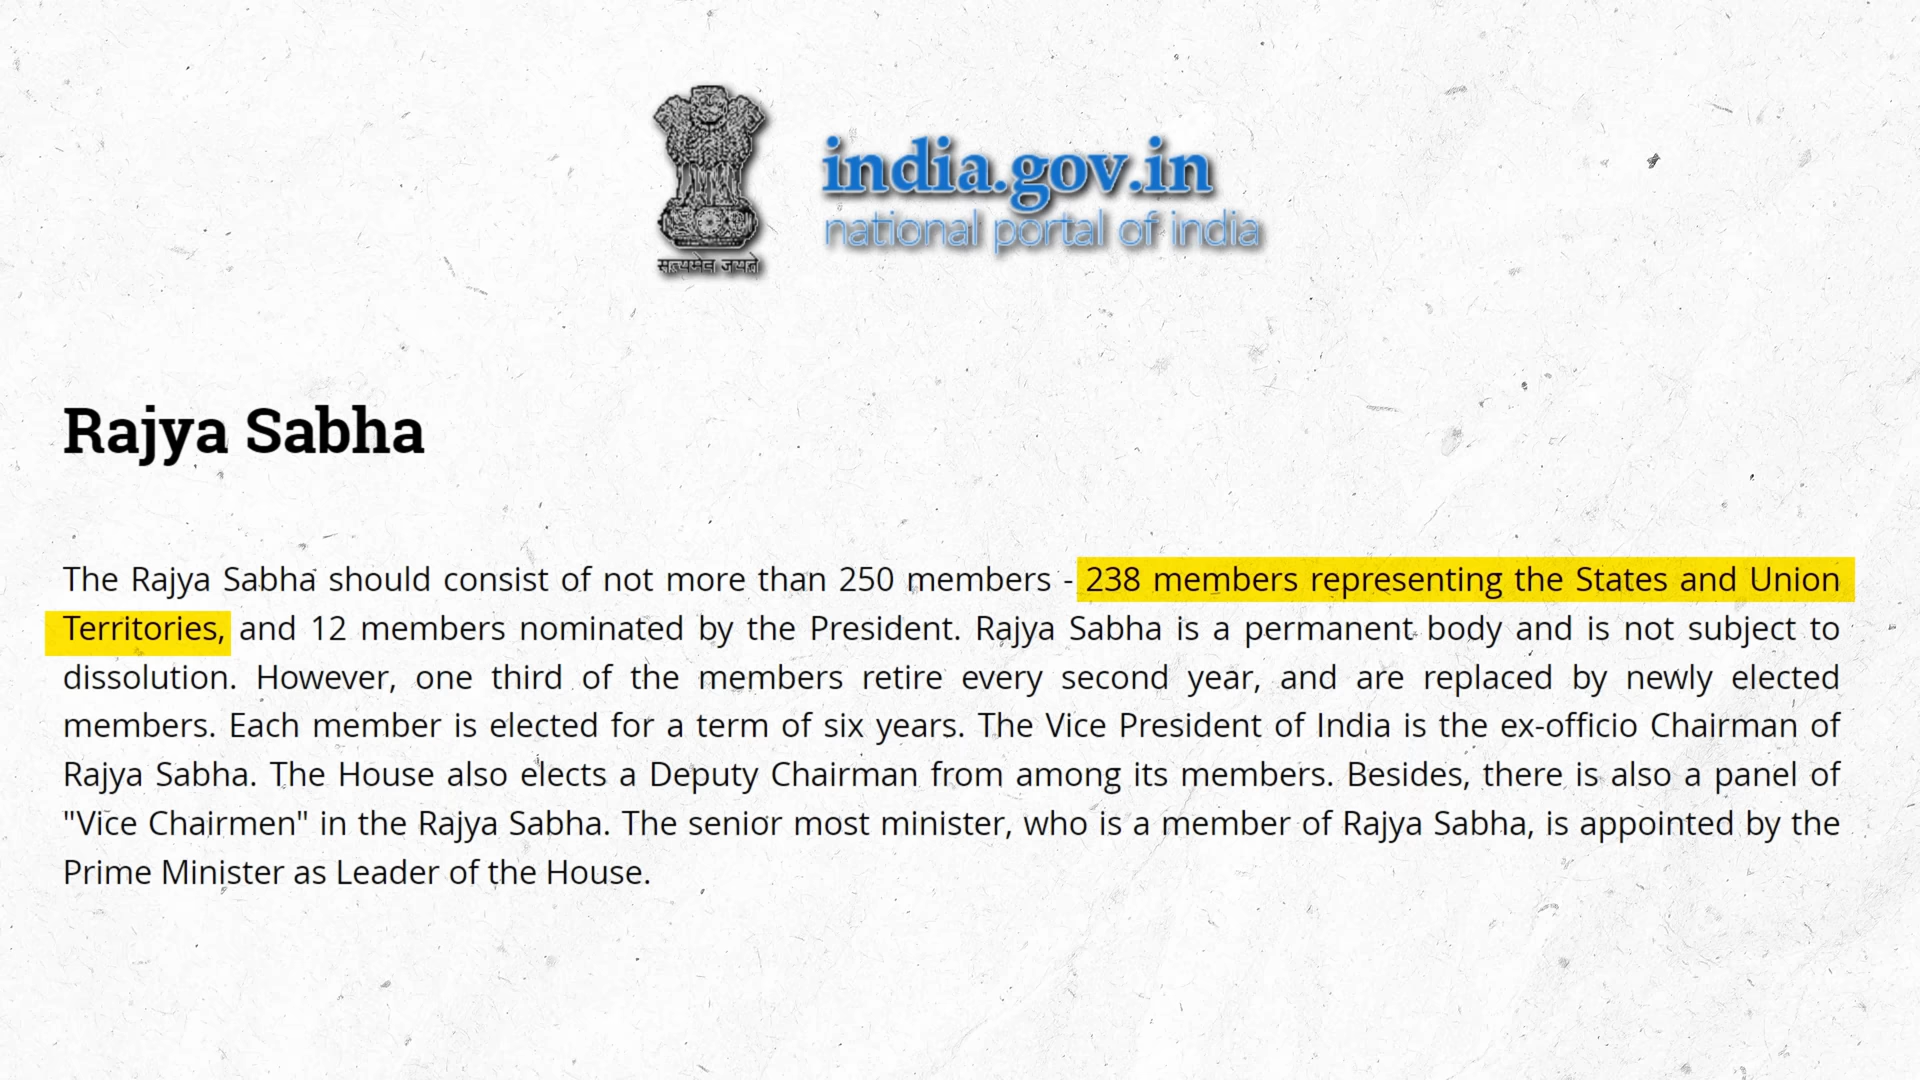 सत्यमेव जयते
india.gov.in
national portal of india
Rajya Sabha
The Rajya Sabha should consist of not more than 250 members - 238 members representing the States and Union
Territories, and 12 members nominated by the President. Rajya Sabha is a permanent body and is not subject to
dissolution. However, one third of the members retire every second year, and are replaced by newly elected
members. Each member is elected for a term of six years. The Vice President of India is the ex-officio Chairman of
Rajya Sabha. The House also elects a Deputy Chairman from among its members. Besides, there is also a panel of
"Vice Chairmen" in the Rajya Sabha. The senior most minister, who is a member of Rajya Sabha, is appointed by the
Prime Minister as Leader of the House.